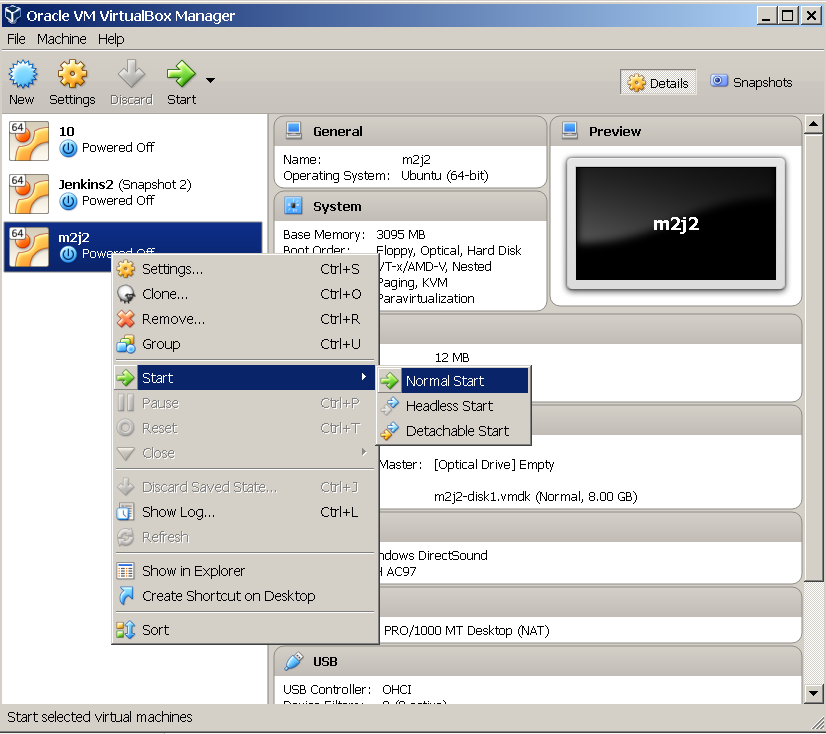 Oracle VM VirtualBox Manager
File Machine Help
New Settings Discard Start
Details Snapshots
64
10
Powered Off
64
Jenkins2 (Snapshot 2)
Powered Off
64
m2j2
Powered Off
General
Name: m2j2
Operating System: Ubuntu (64-bit)
System
Base Memory: 3095 MB
Boot Order: Floppy, Optical, Hard Disk
VT-x/AMD-V, Nested
Paging, KVM
Paravirtualization
Preview
m2j2
Settings... Ctrl+S
Clone... Ctrl+O
Remove... Ctrl+R
Group Ctrl+U
Start
Pause Ctrl+P
Reset Ctrl+T
Close
Discard Saved State... Ctrl+J
Show Log... Ctrl+L
Refresh
Show in Explorer
Create Shortcut on Desktop
Sort
Normal Start
Headless Start
Detachable Start
12 MB
Master: [Optical Drive] Empty
m2j2-disk1.vmdk (Normal, 8.00 GB)
ndows DirectSound
AC97
PRO/1000 MT Desktop (NAT)
USB
USB Controller: OHCI
Device Filters: 0 (0 active)
Start selected virtual machines